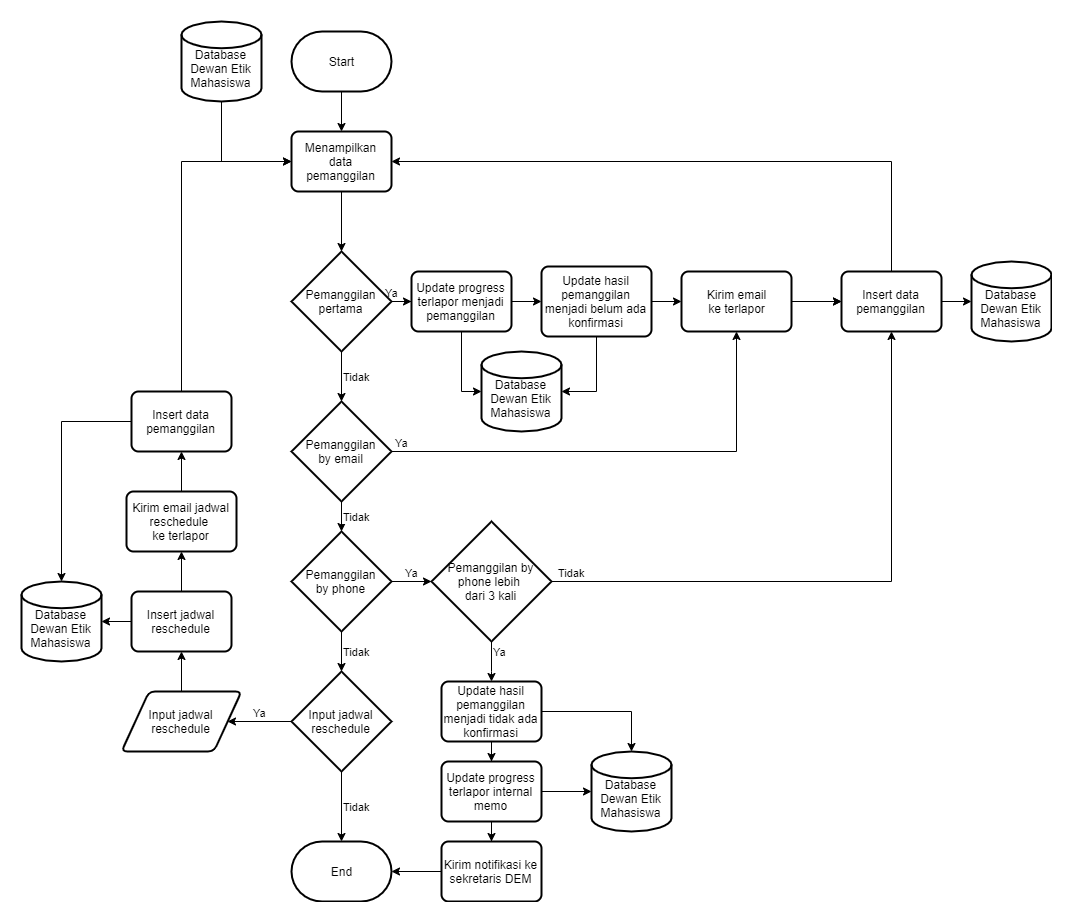 Database
Dewan Etik
Mahasiswa
Start
Menampilkan
data
pemanggilan
Pemanggilan
pertama
Ya
Update progress
terlapor menjadi
pemanggilan
Update hasil
pemanggilan
menjadi belum ada
konfirmasi
Kirim email
ke terlapor
Insert data
pemanggilan
Database
Dewan Etik
Mahasiswa
Database
Dewan Etik
Mahasiswa
Tidak
Pemanggilan
by email
Ya
Insert data
pemanggilan
Kirim email jadwal
reschedule
ke terlapor
Tidak
Pemanggilan
by phone
Ya
Pemanggilan by
phone lebih
dari 3 kali
Tidak
Database
Dewan Etik
Mahasiswa
Insert jadwal
reschedule
Tidak
Ya
Input jadwal
reschedule
Ya
Input jadwal
reschedule
Update hasil
pemanggilan
menjadi tidak ada
konfirmasi
Update progress
terlapor internal
memo
Database
Dewan Etik
Mahasiswa
Tidak
End
Kirim notifikasi ke
sekretaris DEM